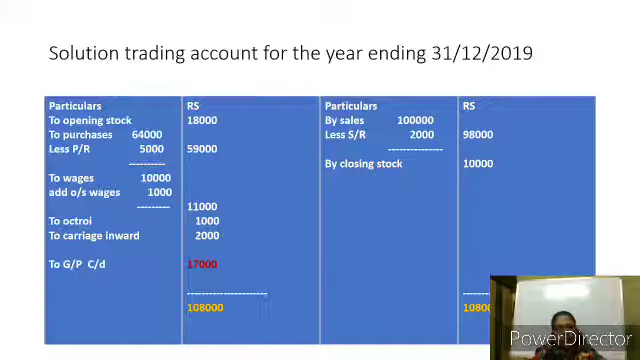 Solution trading account for the year ending 31/12/2019
Particulars RS Particulars RS
To opening stock 18000 By sales 100000
To purchases 64000 Less S/R 2000 98000
Less P/R 5000 59000 ---------------
---------- By closing stock 10000
To wages 10000
add o/s wages 1000
--------- 11000
To octroi 1000
To carriage inward 2000
To G/P C/d 17000
----------------------
108000
PowerDirector